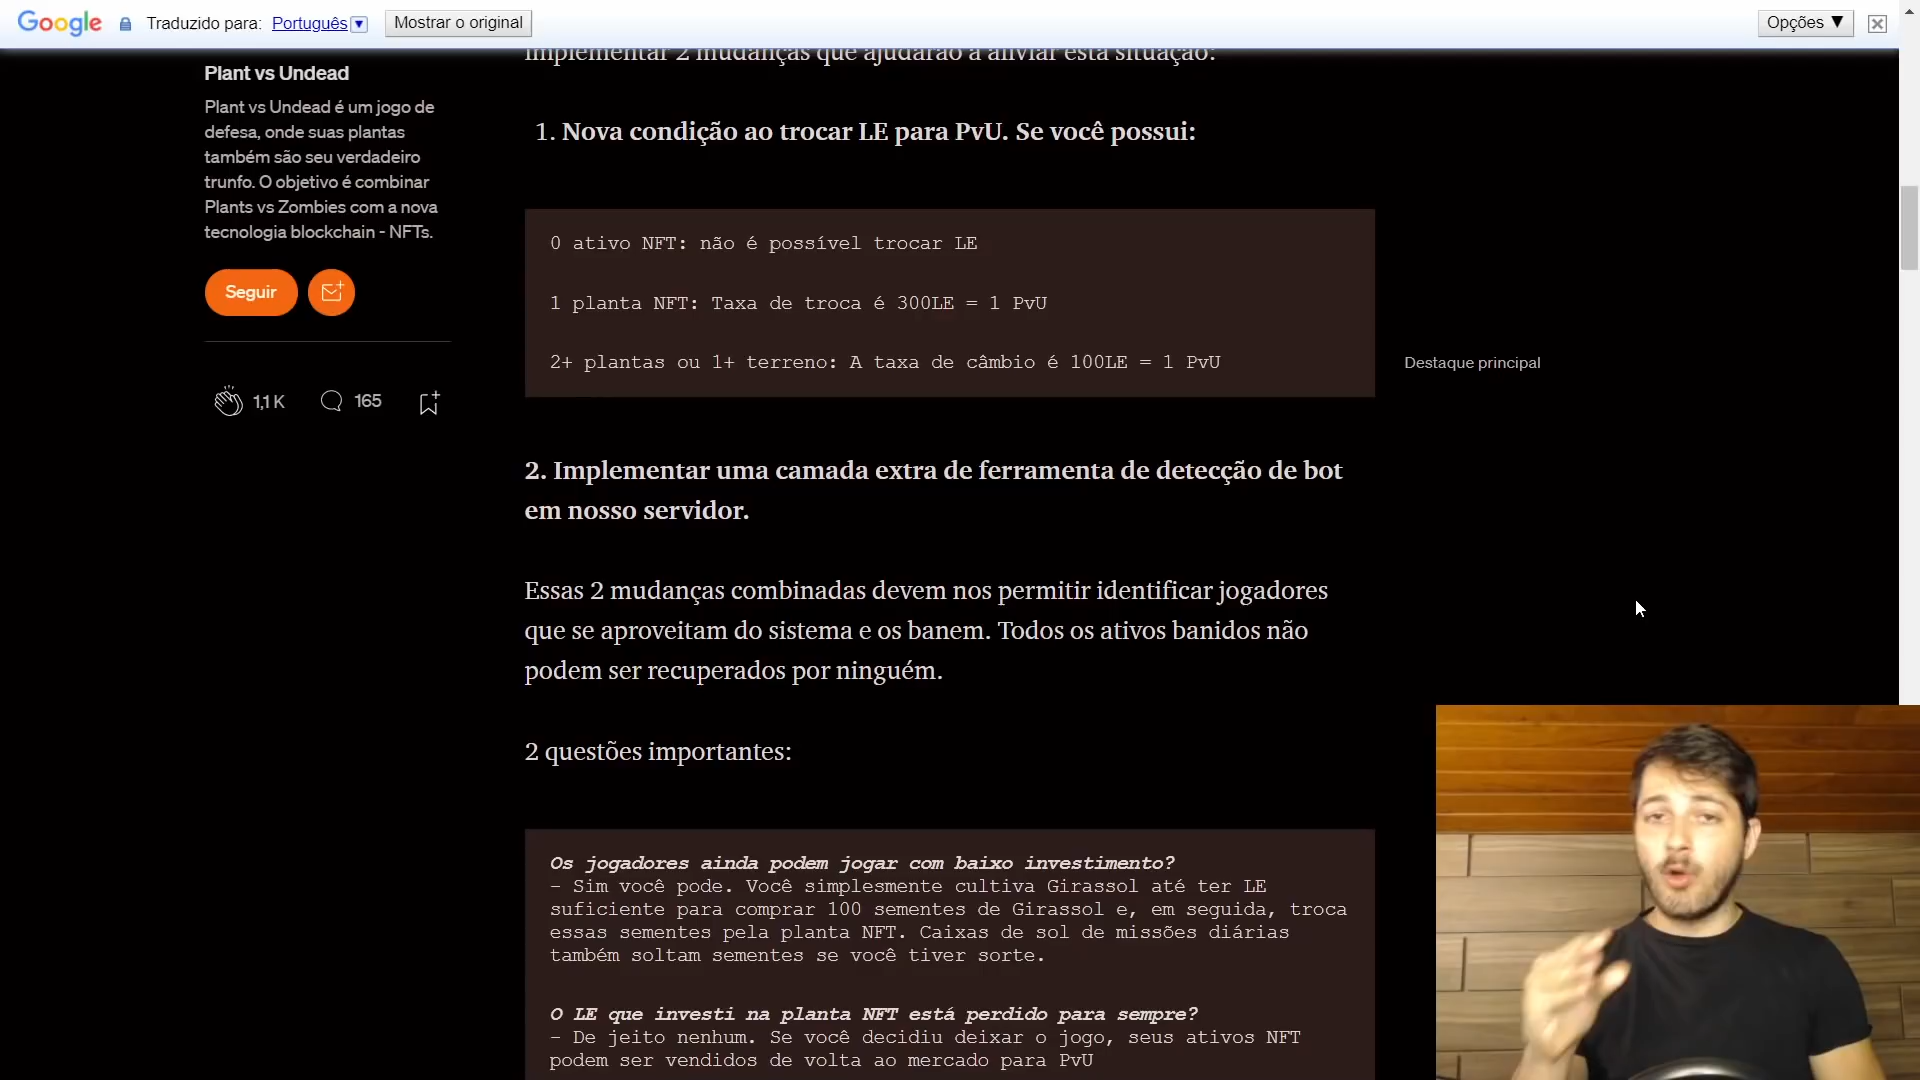 Google Traduzido para: Português Mostrar o original Opções ▼
implementar 2 mudanças que ajudarão a aliviar esta situação:
Plant vs Undead
Plant vs Undead é um jogo de
defesa, onde suas plantas
também são seu verdadeiro
trunfo. O objetivo é combinar
Plants vs Zombies com a nova
tecnologia blockchain - NFTs.
Seguir
1,1 K 165
1. Nova condição ao trocar LE para PvU. Se você possui:
0 ativo NFT: não é possível trocar LE
1 planta NFT: Taxa de troca é 300LE = 1 PvU
2+ plantas ou 1+ terreno: A taxa de câmbio é 100LE = 1 PvU
Destaque principal
2. Implementar uma camada extra de ferramenta de detecção de bot
em nosso servidor.
Essas 2 mudanças combinadas devem nos permitir identificar jogadores
que se aproveitam do sistema e os banem. Todos os ativos banidos não
podem ser recuperados por ninguém.
2 questões importantes:
Os jogadores ainda podem jogar com baixo investimento?
– Sim você pode. Você simplesmente cultiva Girassol até ter LE
suficiente para comprar 100 sementes de Girassol e, em seguida, troca
essas sementes pela planta NFT. Caixas de sol de missões diárias
também soltam sementes se você tiver sorte.
O LE que investi na planta NFT está perdido para sempre?
– De jeito nenhum. Se você decidiu deixar o jogo, seus ativos NFT
podem ser vendidos de volta ao mercado para PvU